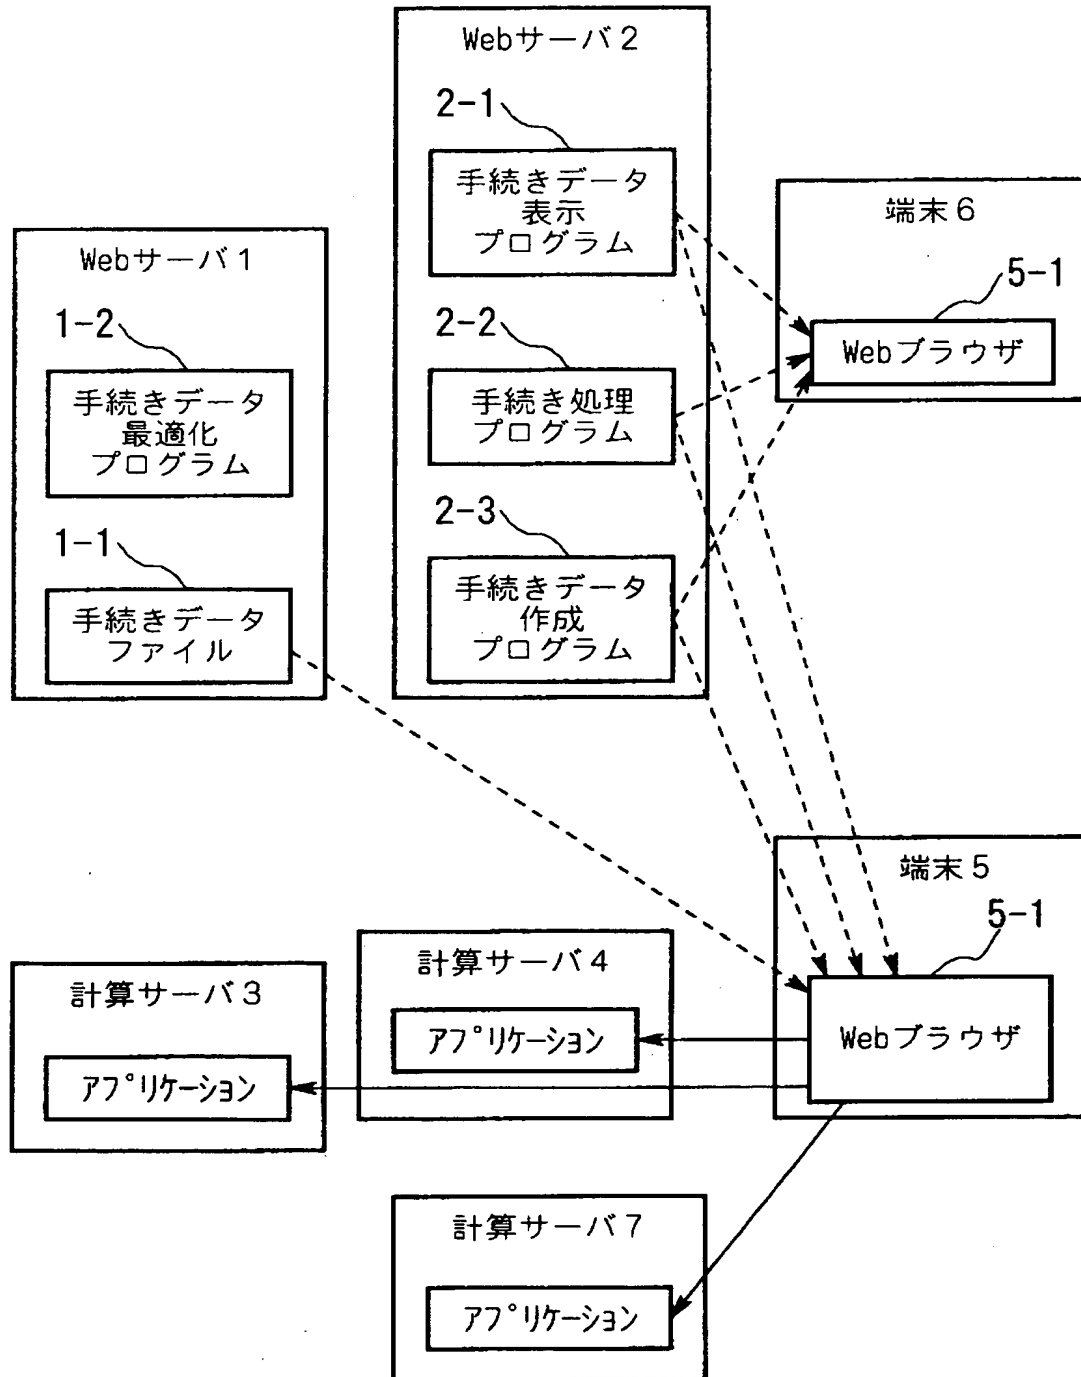 Webサーバ2
2-1
手続きデータ
表示
プログラム
2-2
手続き処理
プログラム
2-3
手続きデータ
作成
プログラム
Webサーバ1
1-2
手続きデータ
最適化
プログラム
1-1
手続きデータ
ファイル
端末6
5-1
Webブラウザ
端末5
5-1
Webブラウザ
計算サーバ4
アプリケーション
計算サーバ3
アプリケーション
計算サーバ7
アプリケーション